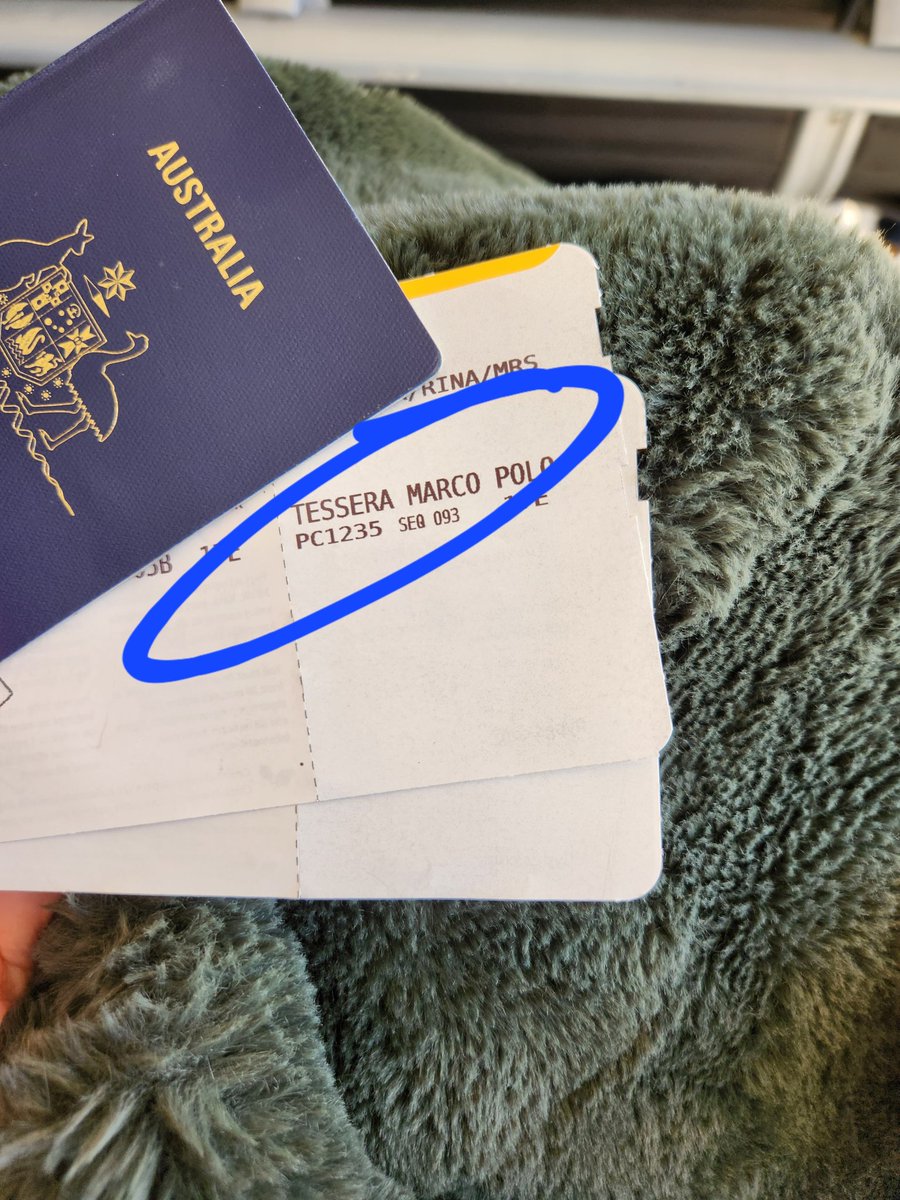 AUSTRALIA
/RINA/MRS
TESSERA MARCO POLO
PC1235 SEQ 093